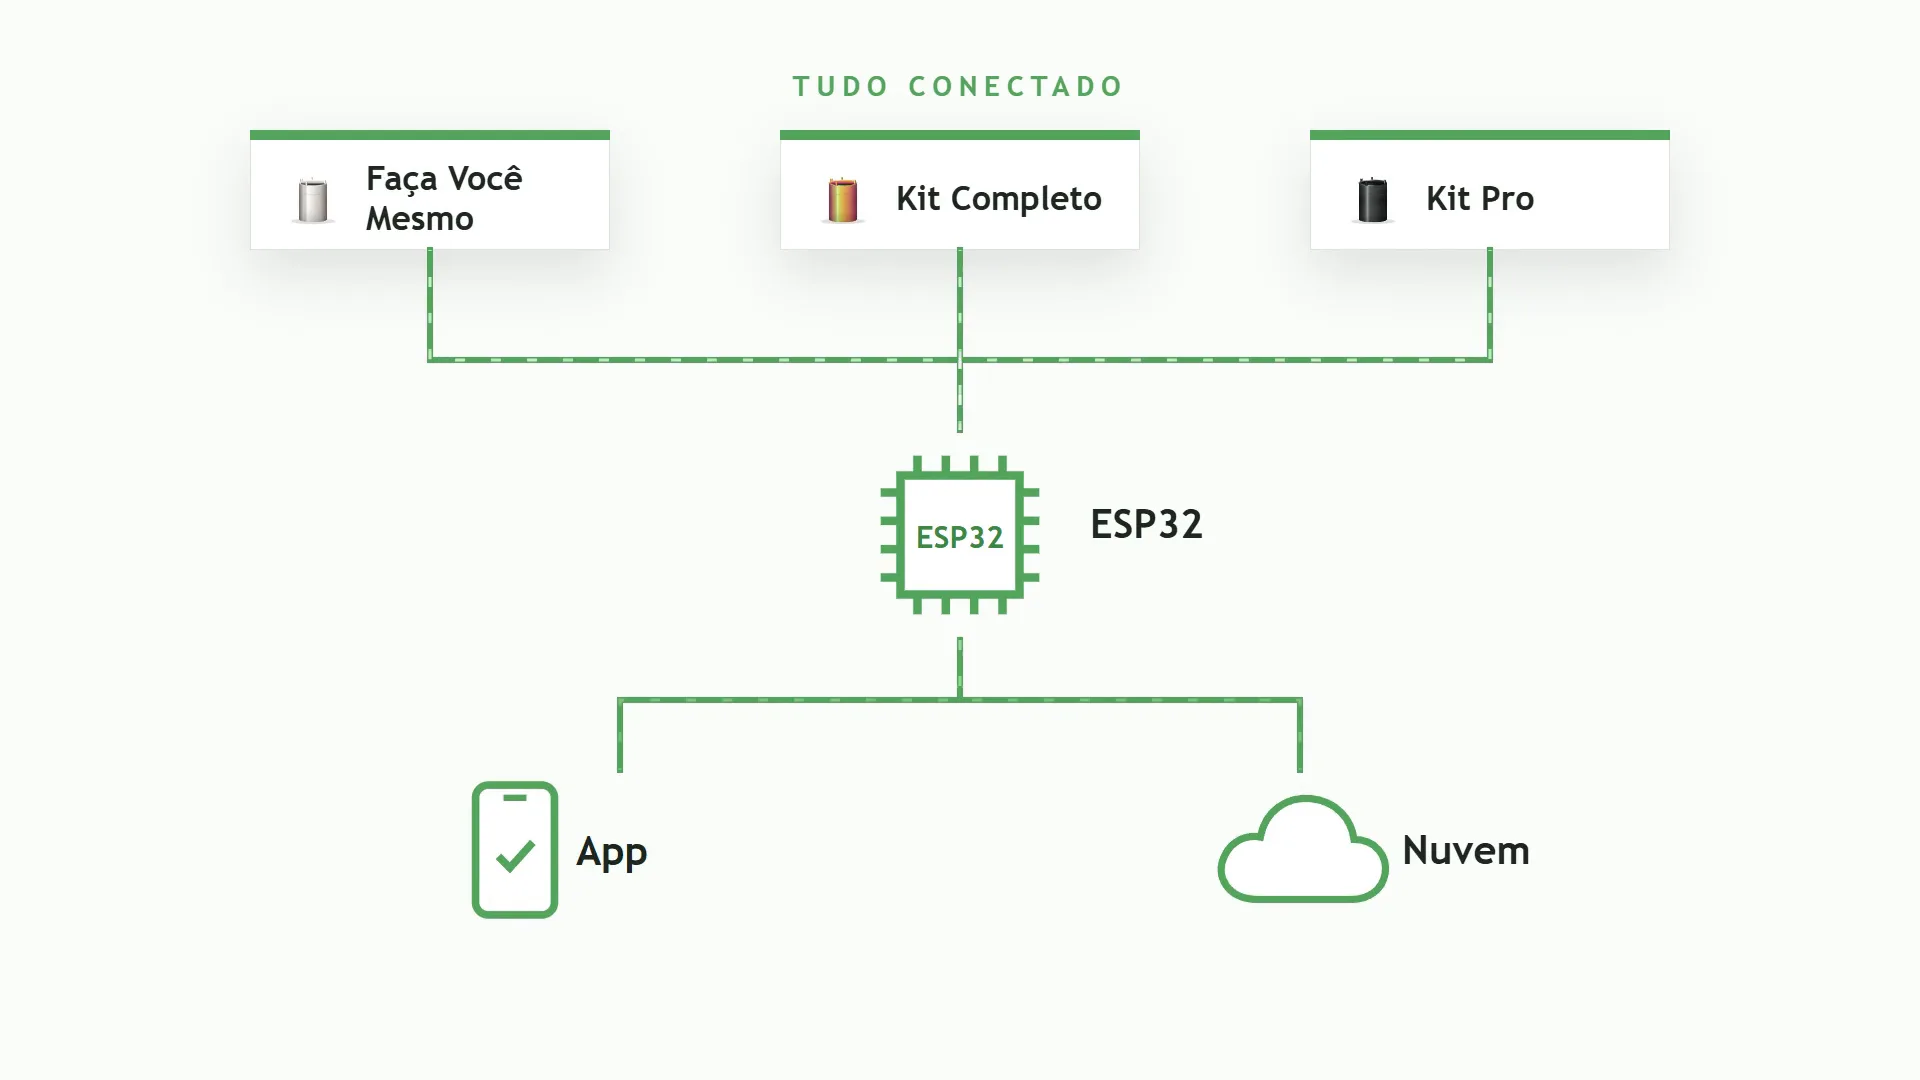 TUDO CONECTADO
Faça Você
Mesmo
Kit Completo
Kit Pro
ESP32
ESP32
App
Nuvem